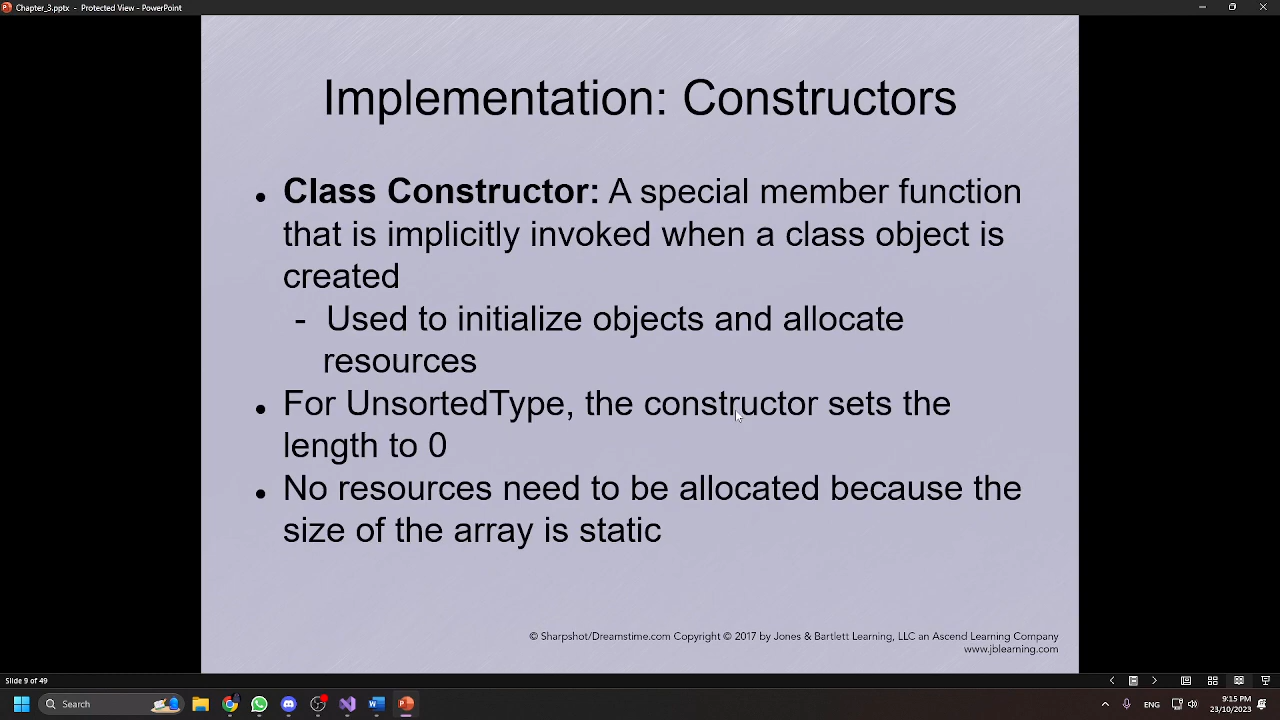 Chapter_3.pptx - Protected View - PowerPoint
Implementation: Constructors
• Class Constructor: A special member function
that is implicitly invoked when a class object is
created
- Used to initialize objects and allocate
resources
• For UnsortedType, the constructor sets the
length to 0
• No resources need to be allocated because the
size of the array is static
© Sharpshot/Dreamstime.com Copyright © 2017 by Jones & Bartlett Learning, LLC an Ascend Learning Company
www.jblearning.com
Slide 9 of 49
Search
ENG
9:15 PM
23/10/2023